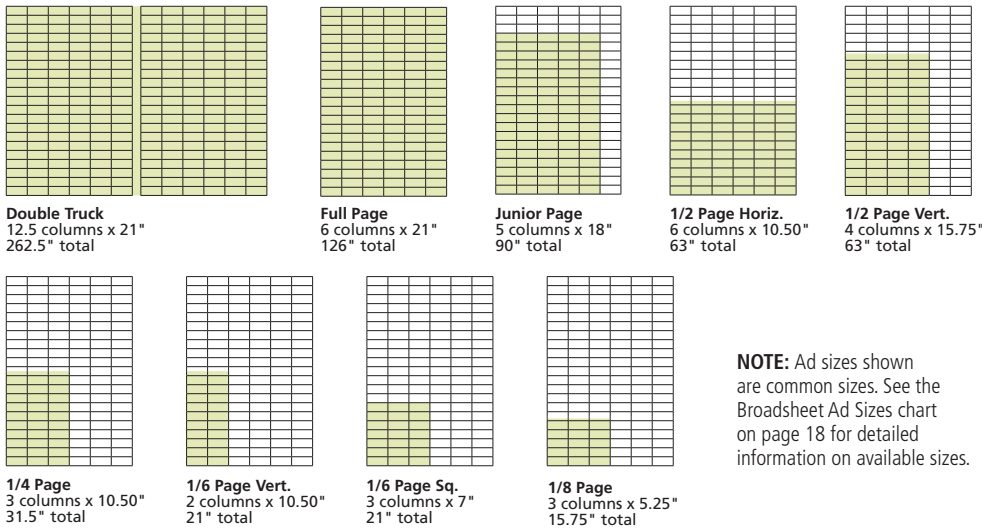 Double Truck
12.5 columns x 21"
262.5" total
Full Page
6 columns x 21"
126" total
Junior Page
5 columns x 18"
90" total
1/2 Page Horiz.
6 columns x 10.50"
63" total
1/2 Page Vert.
4 columns x 15.75"
63" total
1/4 Page
3 columns x 10.50"
31.5" total
1/6 Page Vert.
2 columns x 10.50"
21" total
1/6 Page Sq.
3 columns x 7"
21" total
1/8 Page
3 columns x 5.25"
15.75" total
NOTE: Ad sizes shown
are common sizes. See the
Broadsheet Ad Sizes chart
on page 18 for detailed
information on available sizes.